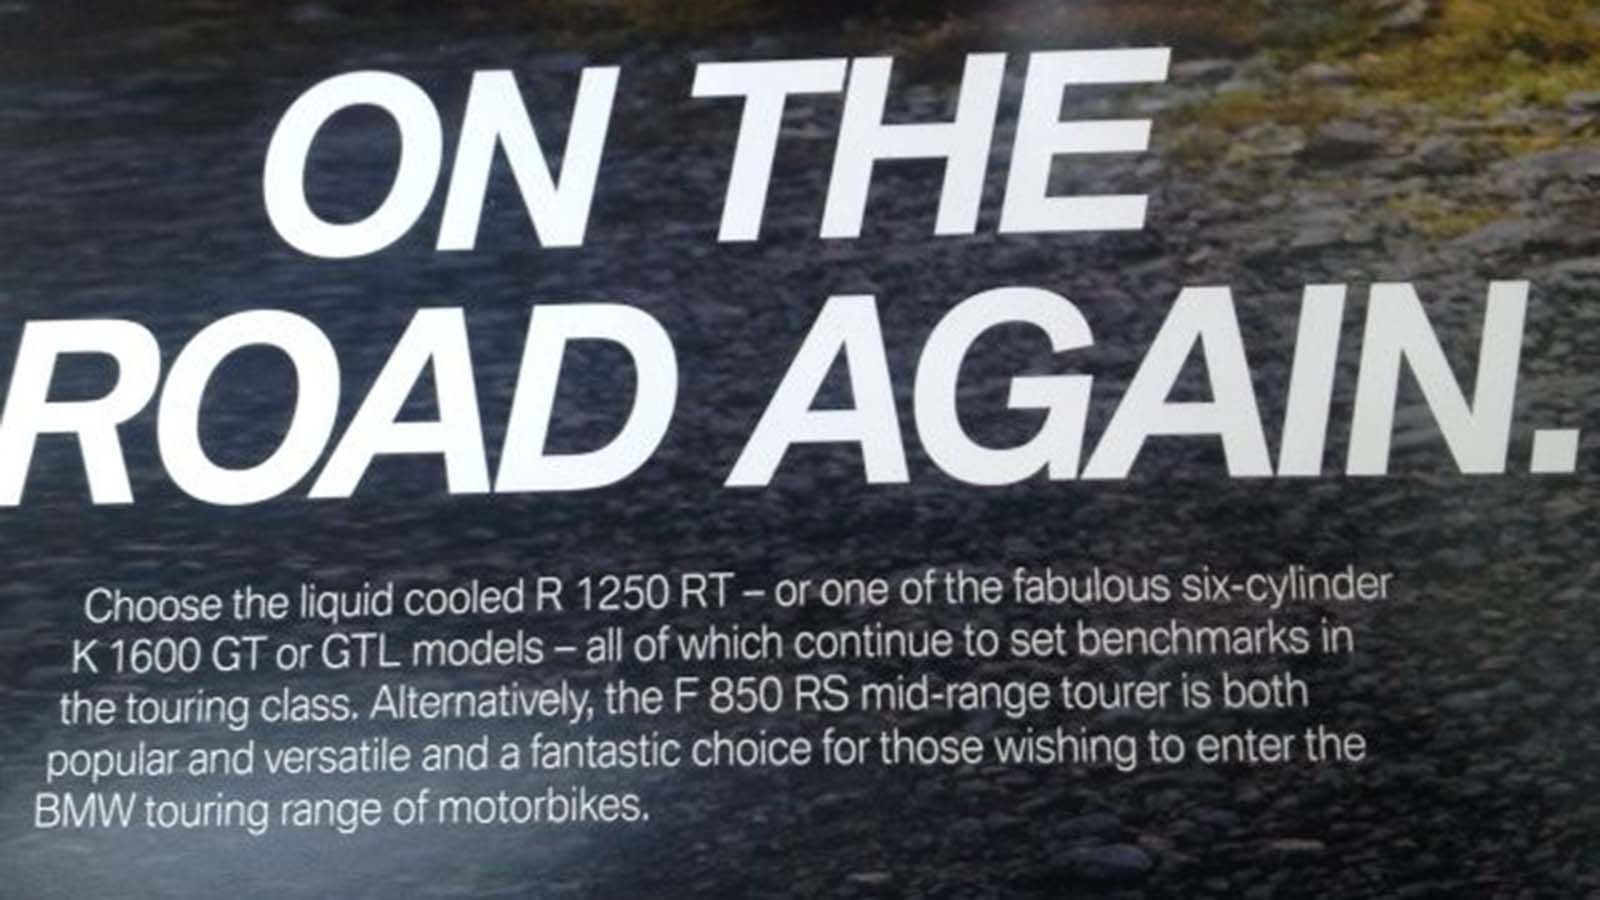 ON THE
ROAD AGAIN.
Choose the liquid cooled R 1250 RT – or one of the fabulous six-cylinder
K 1600 GT or GTL models – all of which continue to set benchmarks in
the touring class. Alternatively, the F 850 RS mid-range tourer is both
popular and versatile and a fantastic choice for those wishing to enter the
BMW touring range of motorbikes.